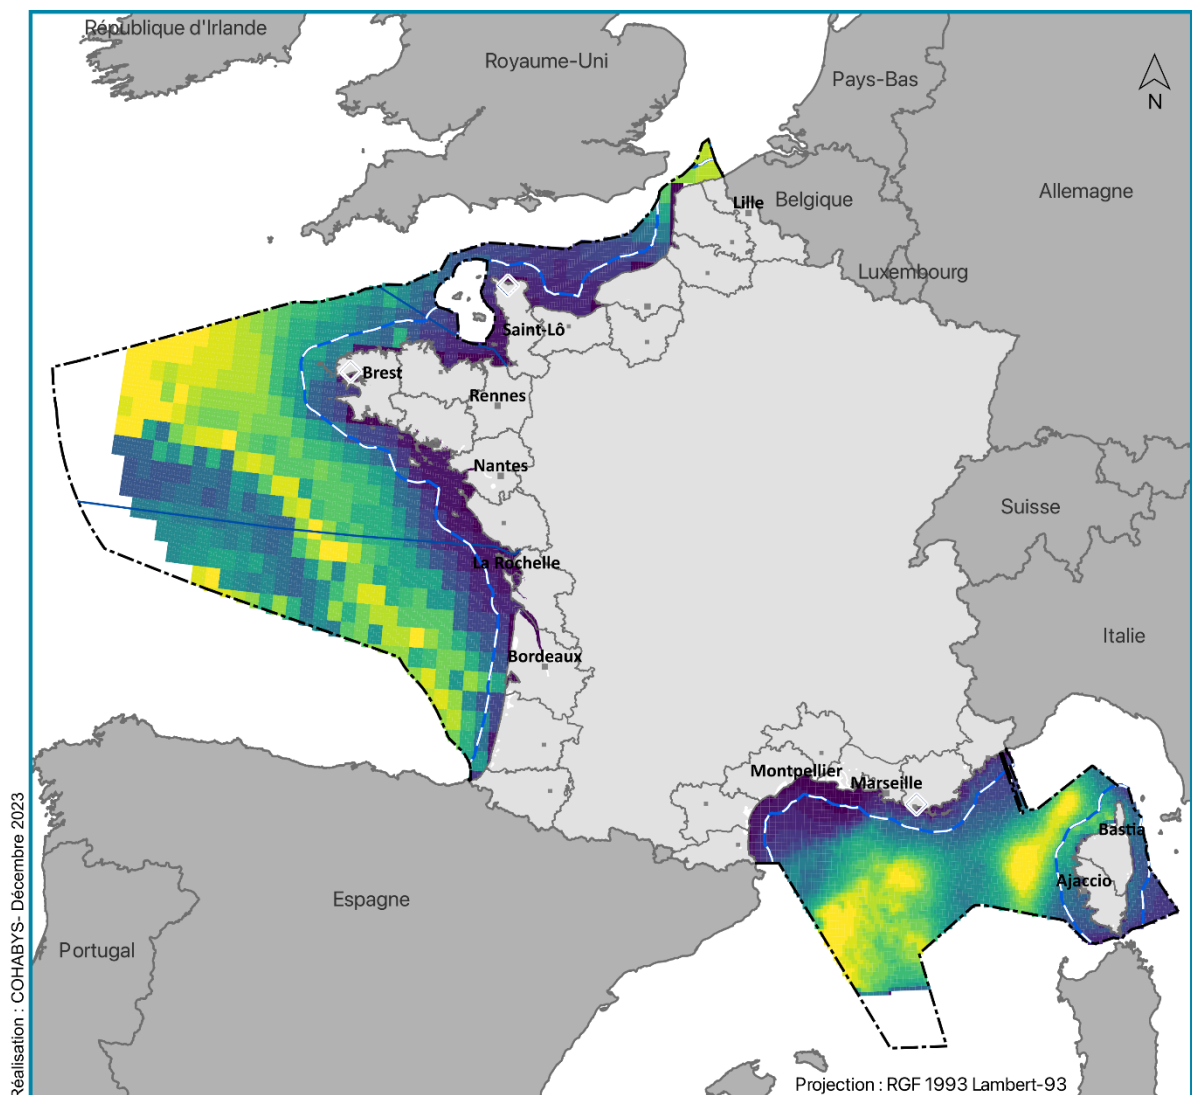 République d'Irlande
Royaume-Uni
Pays-Bas
N
Allemagne
Lille
Belgique
Luxembourg
Saint-Lô
Brest
Rennes
Nantes
Suisse
La Rochelle
Italie
Bordeaux
Montpellier
Marseille
Bastia
Ajaccio
Espagne
Portugal
Réalisation : COHABYS- Décembre 2023
Projection : RGF 1993 Lambert-93